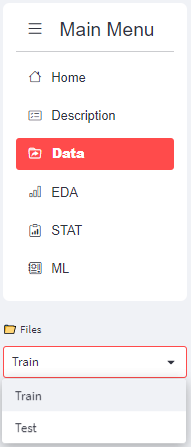 Main Menu
Home
Description
Data
EDA
STAT
ML
Files
Train
Train
Test